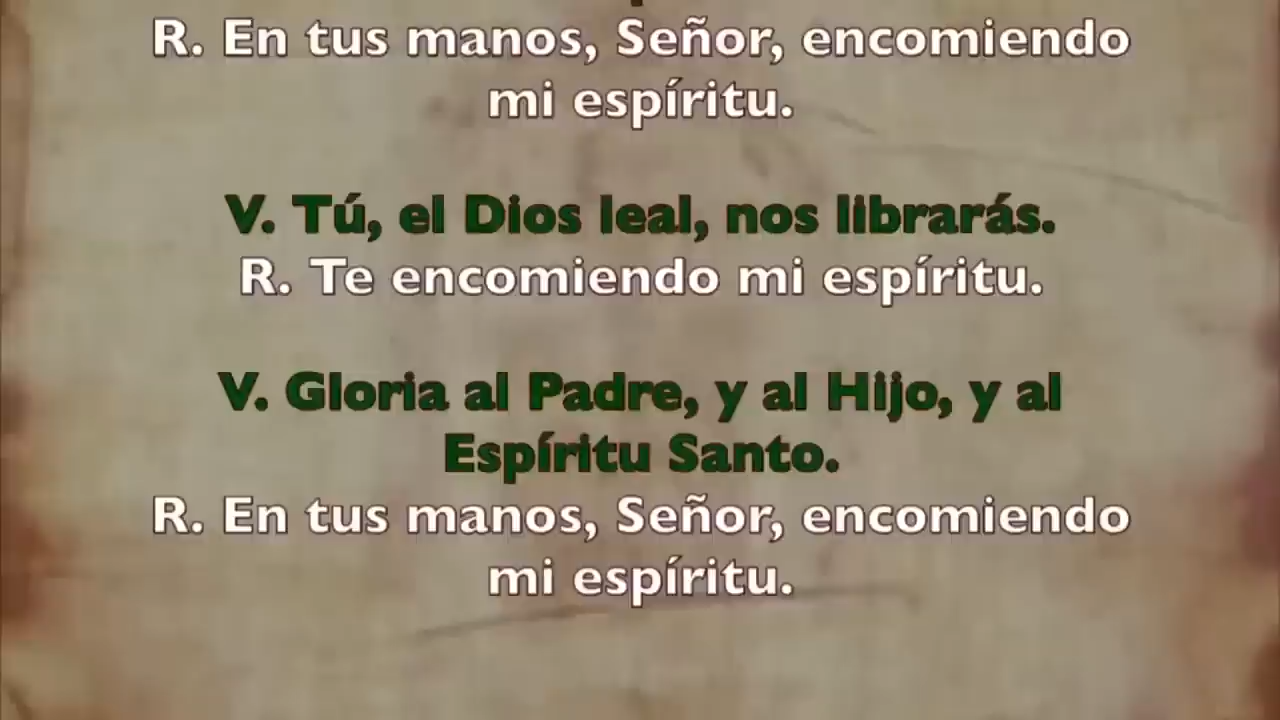 R. En tus manos, Señor, encomiendo
mi espíritu.
V. Tú, el Dios leal, nos librarás.
R. Te encomiendo mi espíritu.
V. Gloria al Padre, y al Hijo, y al
Espíritu Santo.
R. En tus manos, Señor, encomiendo
mi espíritu.